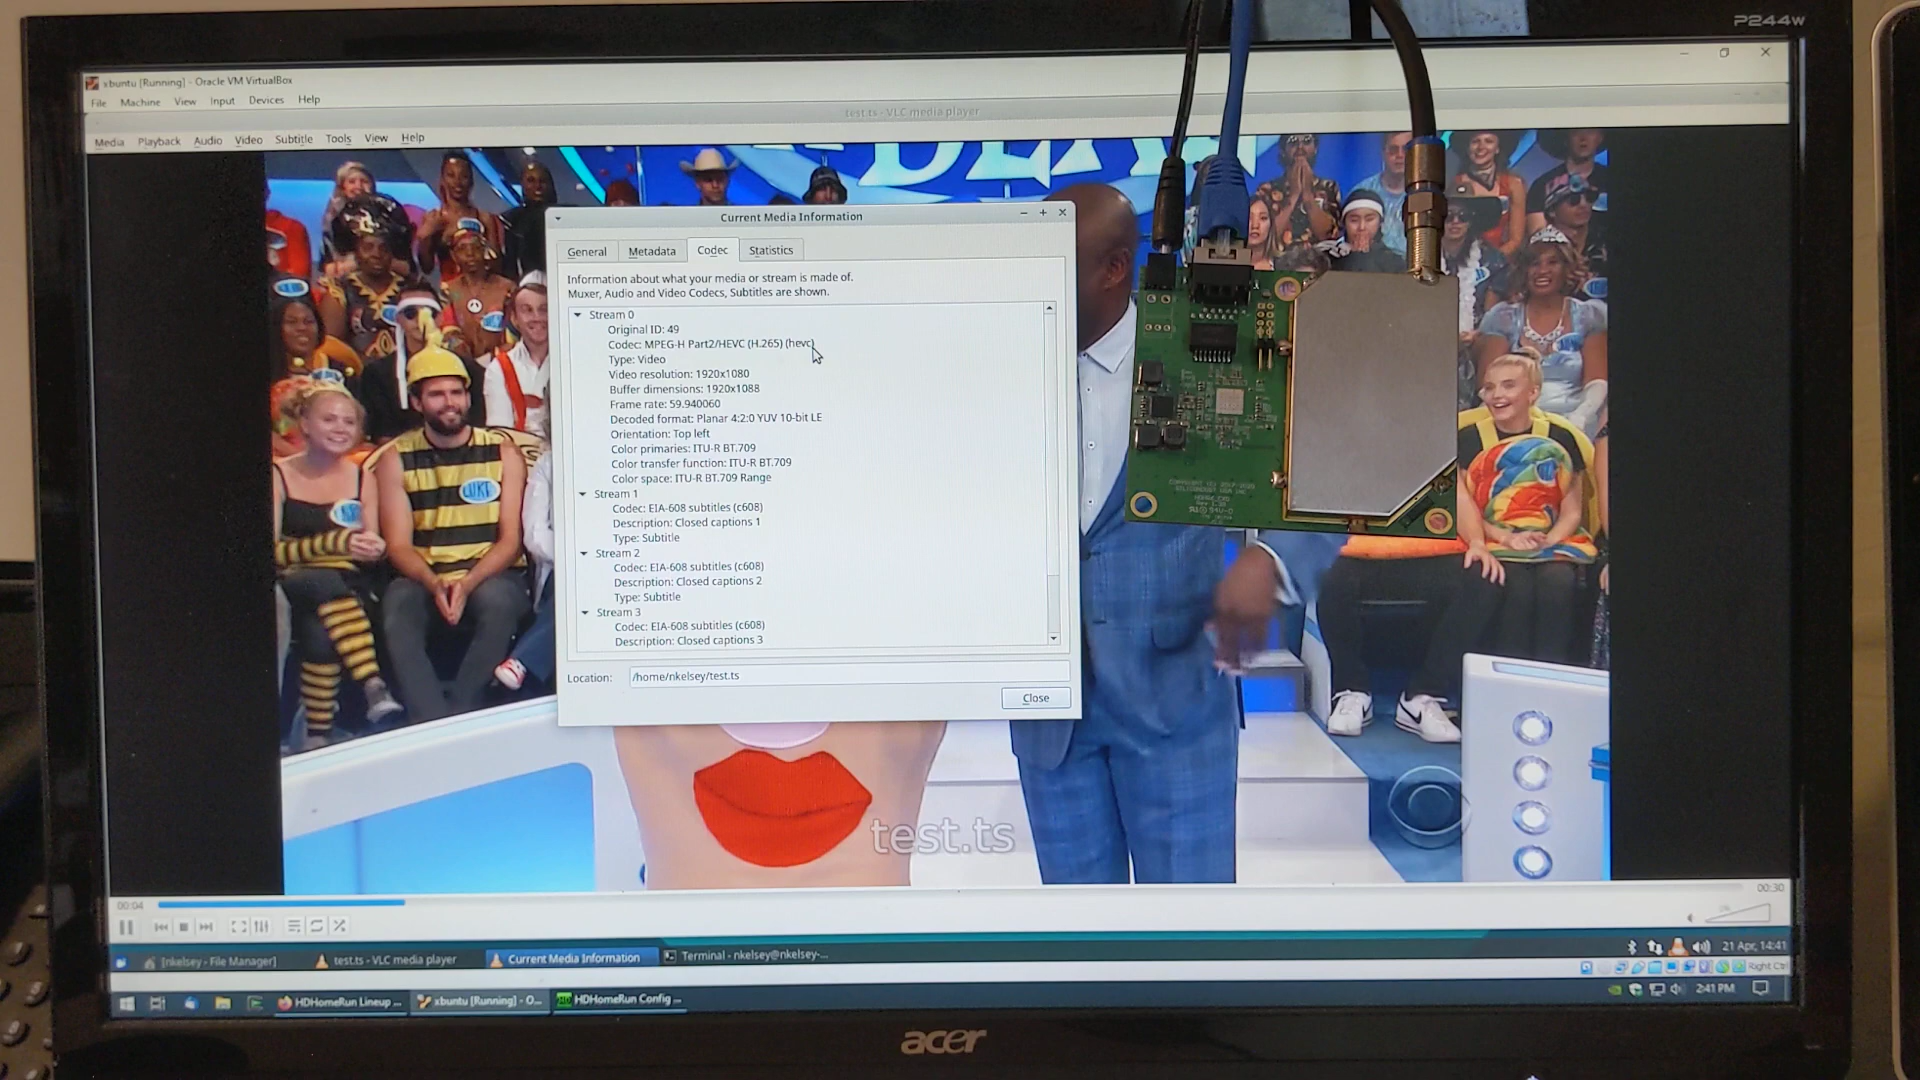 P244W
xbuntu [Running] - Oracle VM VirtualBox
File Machine View Input Devices Help
test.ts - VLC media player
Media Playback Audio Video Subtitle Tools View Help
Current Media Information
General Metadata Codec Statistics
Information about what your media or stream is made of.
Muxer, Audio and Video Codecs, Subtitles are shown.
Stream 0
Original ID: 49
Codec: MPEG-H Part2/HEVC (H.265) (hevc)
Type: Video
Video resolution: 1920x1080
Buffer dimensions: 1920x1088
Frame rate: 59.940060
Decoded format: Planar 4:2:0 YUV 10-bit LE
Orientation: Top left
Color primaries: ITU-R BT.709
Color transfer function: ITU-R BT.709
Color space: ITU-R BT.709 Range
Stream 1
Codec: EIA-608 subtitles (c608)
Description: Closed captions 1
Type: Subtitle
Stream 2
Codec: EIA-608 subtitles (c608)
Description: Closed captions 2
Type: Subtitle
Stream 3
Codec: EIA-608 subtitles (c608)
Description: Closed captions 3
Location: /home/nkelsey/test.ts
Close
LUKE
test.ts
00:04
00:30
0%
[nkelsey - File Manager] test.ts - VLC media player Current Media Information Terminal - nkelsey@nkelsey-...
21 Apr, 14:41
Right Ctrl
HDHomeRun Lineup ... xbuntu [Running] - O... HDHomeRun Config ...
2:41 PM
acer